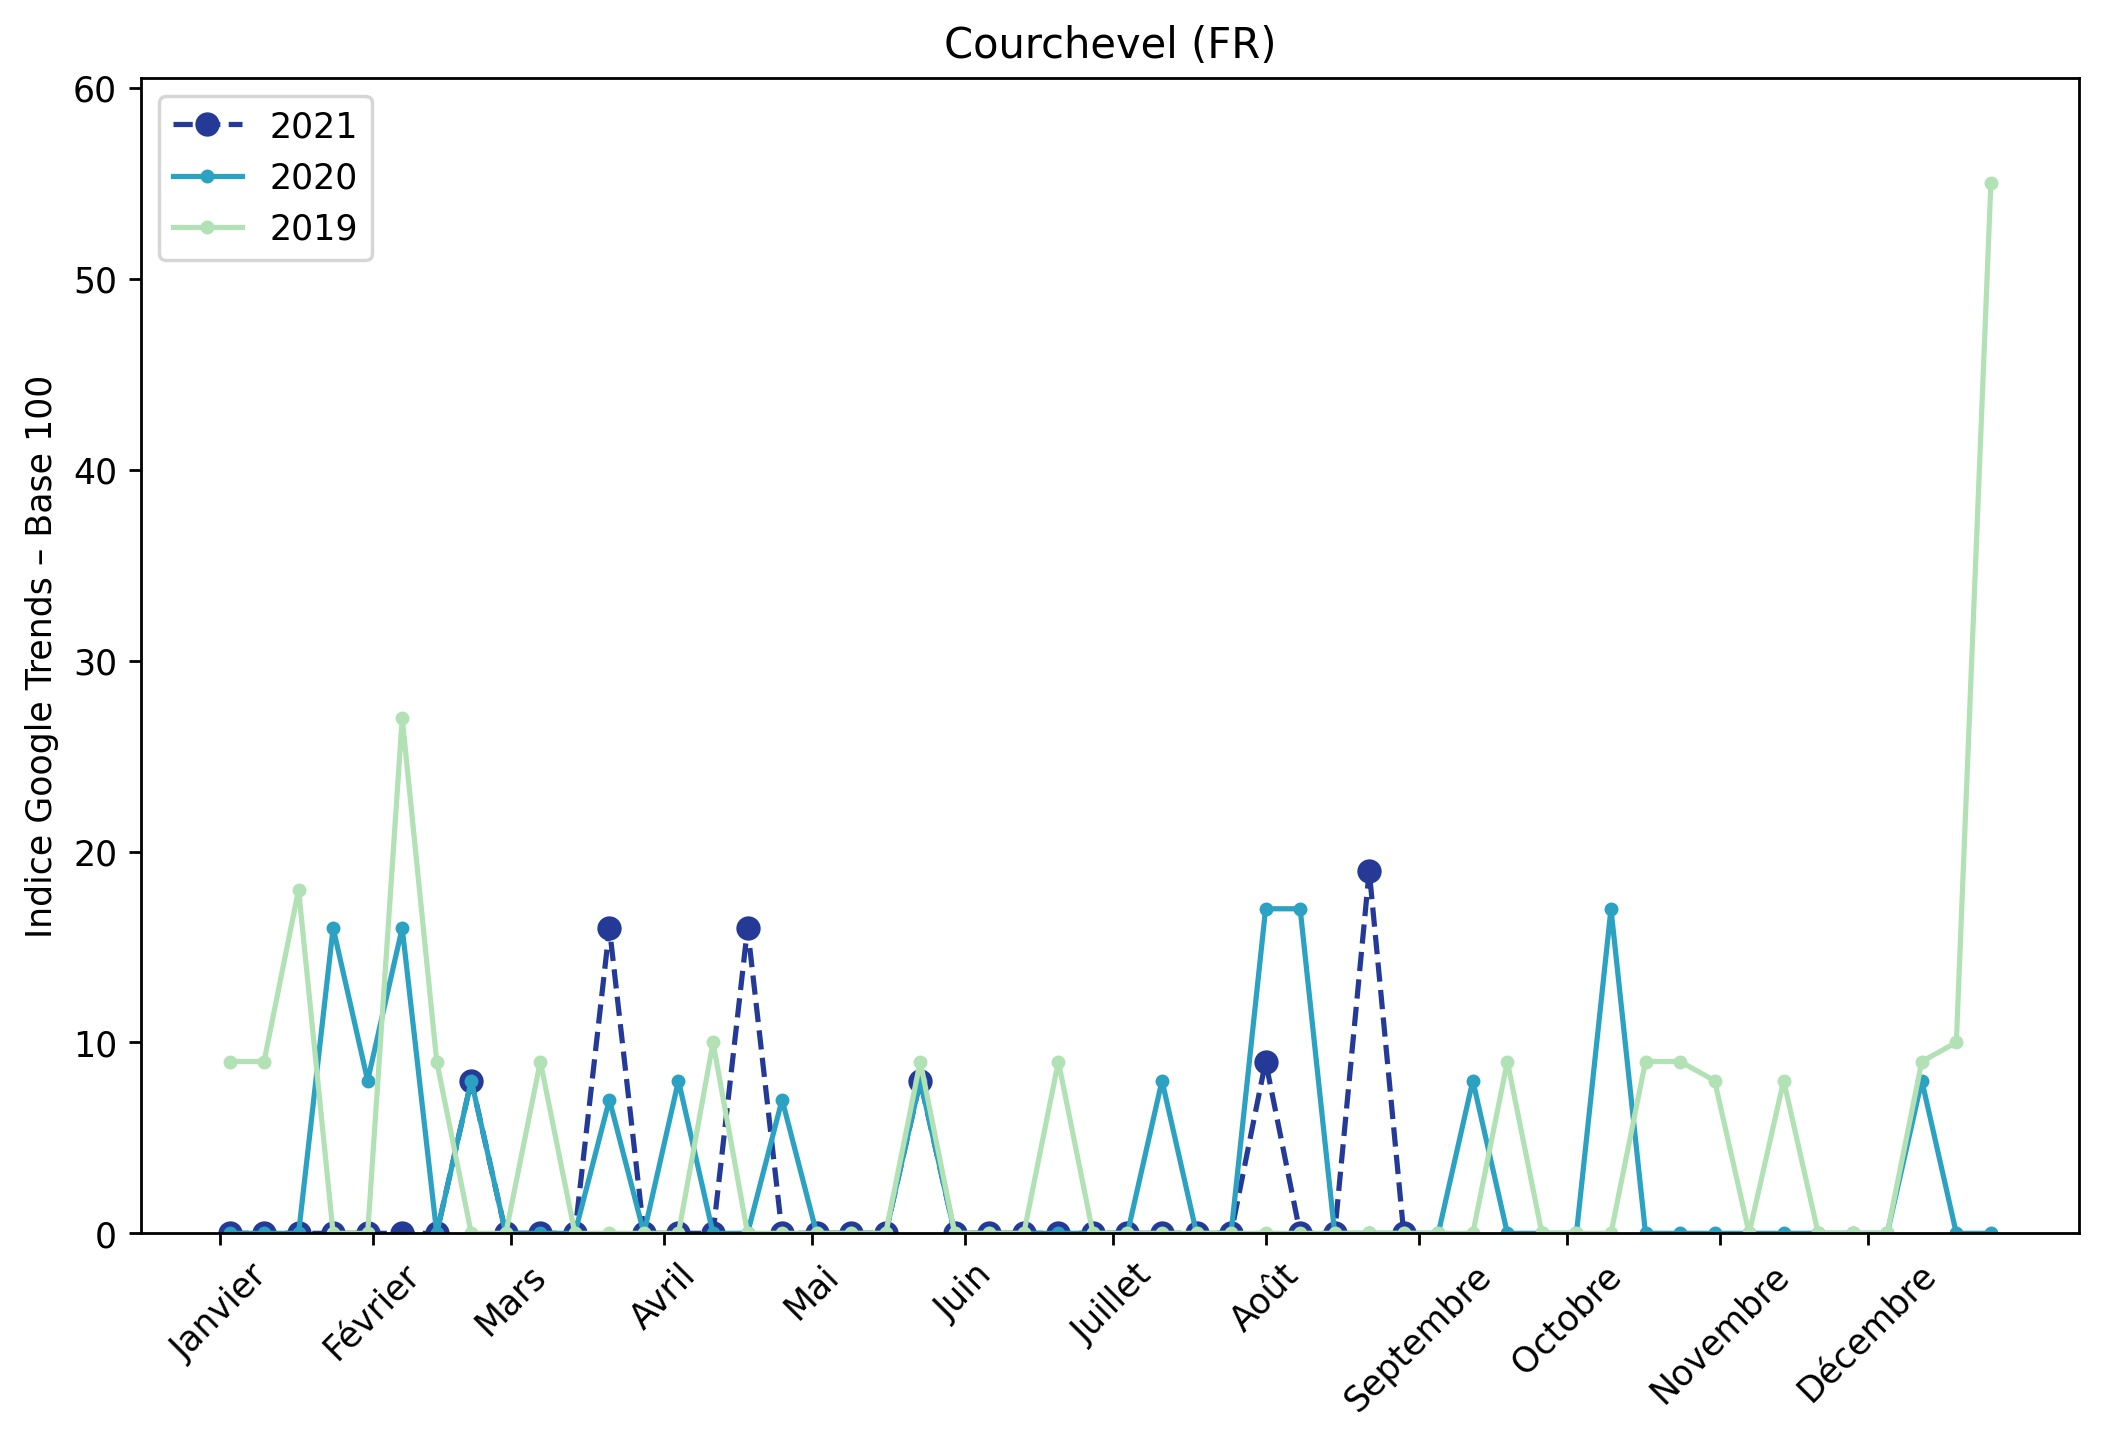 Courchevel (FR)
Indice Google Trends – Base 100
60
50
40
30
20
10
0
2021
2020
2019
Janvier
Février
Mars
Avril
Mai
Juin
Juillet
Août
Septembre
Octobre
Novembre
Décembre